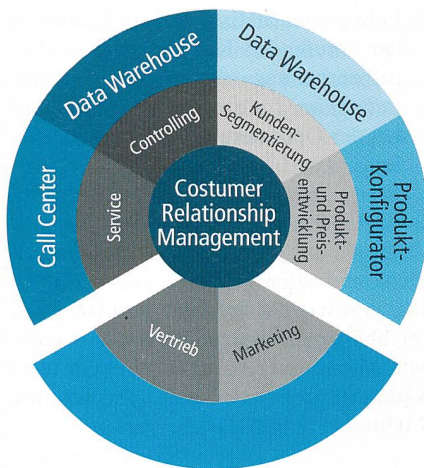 Data Warehouse
Data Warehouse
Controlling
Kunden-
Segmentierung
Call Center
Service
Costumer
Relationship
Management
Produkt-
und Preis-
entwicklung
Produkt-
Konfigurator
Vertrieb
Marketing